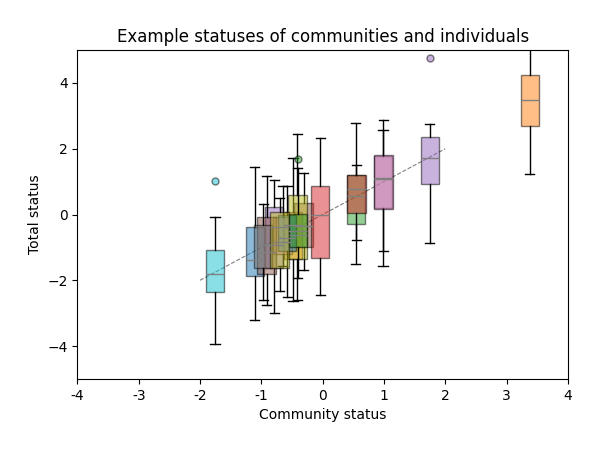 Example statuses of communities and individuals
4
2
0
−2
−4
Total status
-4 -3 -2 -1 0 1 2 3 4
Community status